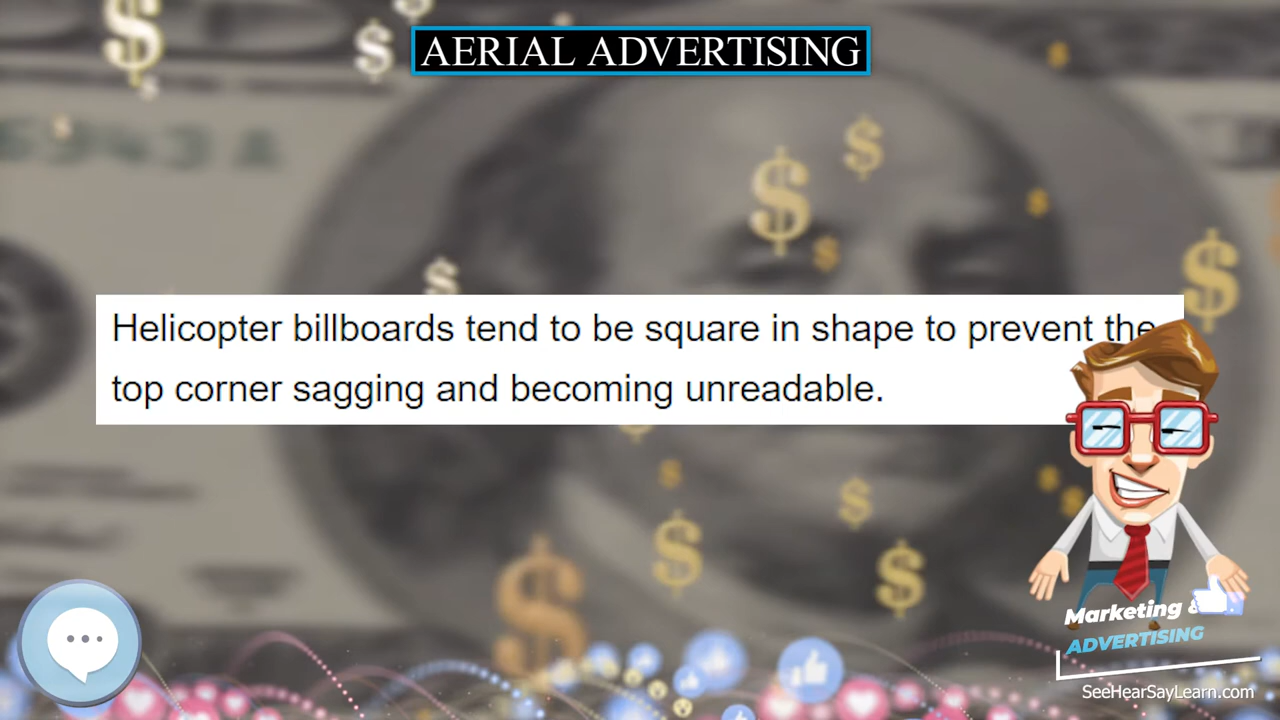 AERIAL ADVERTISING
Helicopter billboards tend to be square in shape to prevent the
top corner sagging and becoming unreadable.
Marketing &
ADVERTISING
SeeHearSayLearn.com